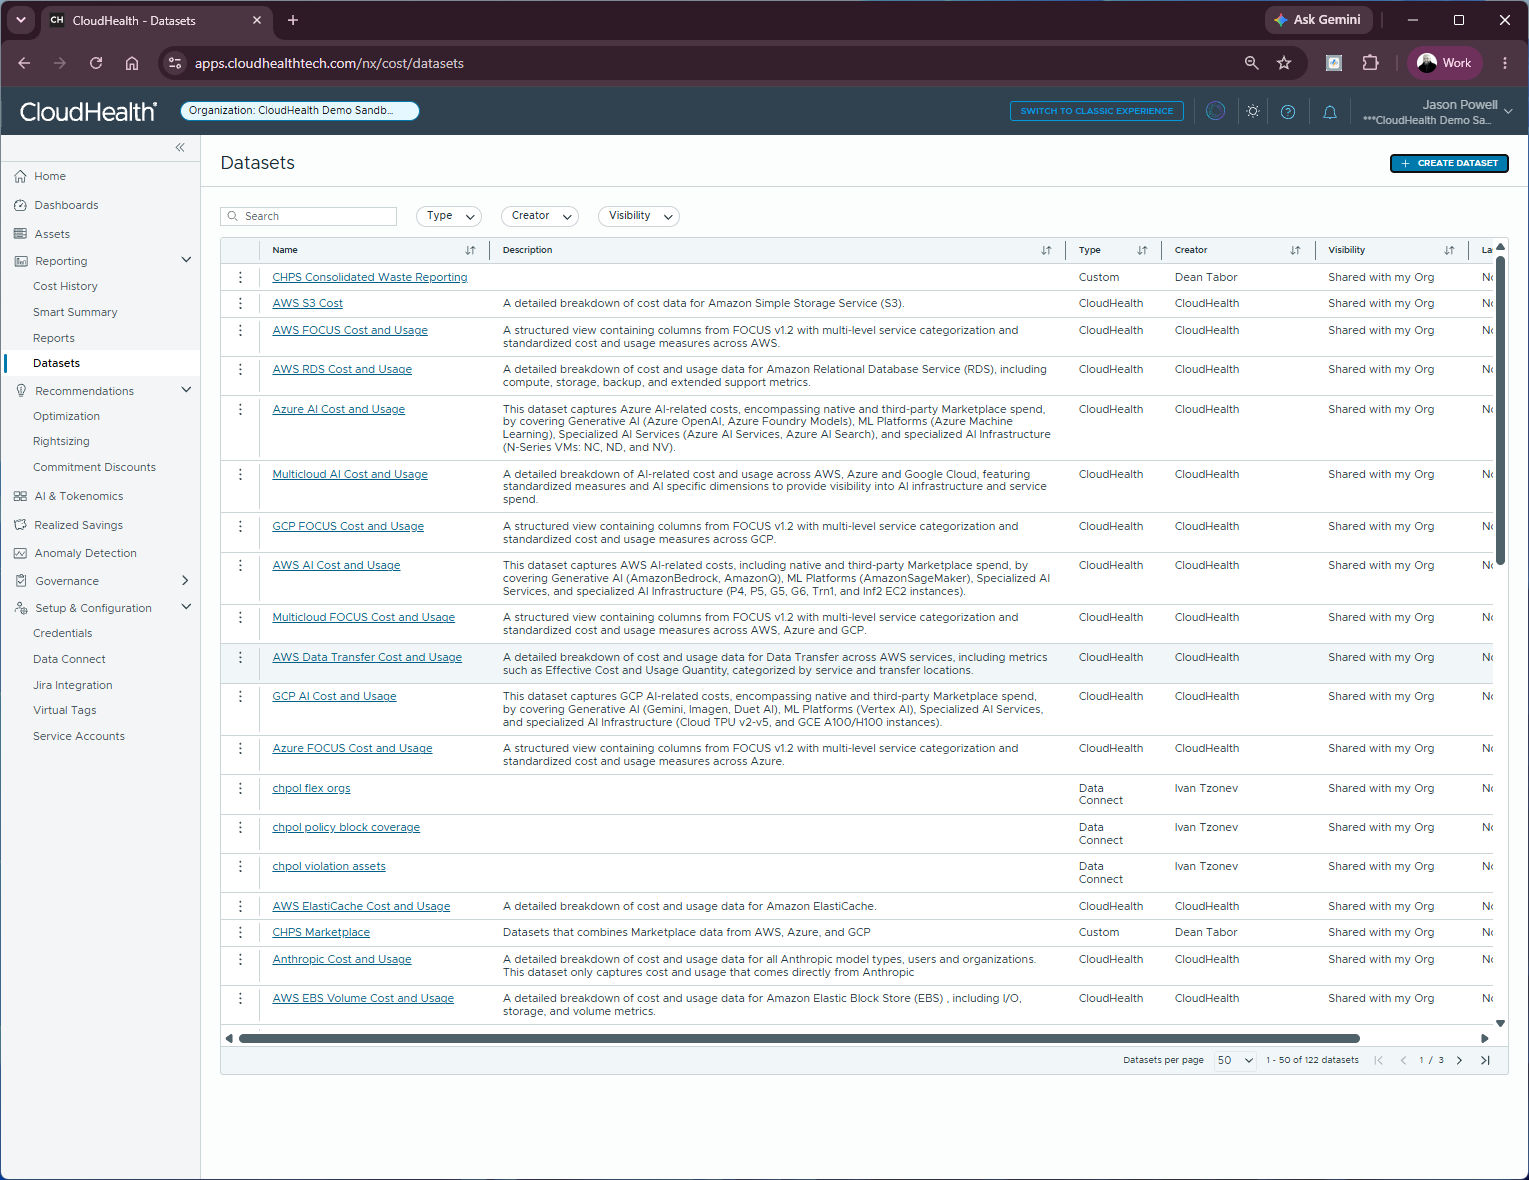 CH CloudHealth - Datasets
Ask Gemini
apps.cloudhealthtech.com/nx/cost/datasets
Work
CloudHealth
Organization: CloudHealth Demo Sandb...
SWITCH TO CLASSIC EXPERIENCE
Jason Powell
***CloudHealth Demo Sa...
Home
Dashboards
Assets
Reporting
Cost History
Smart Summary
Reports
Datasets
Recommendations
Optimization
Rightsizing
Commitment Discounts
AI & Tokenomics
Realized Savings
Anomaly Detection
Governance
Setup & Configuration
Credentials
Data Connect
Jira Integration
Virtual Tags
Service Accounts
Datasets
+ CREATE DATASET
Search
Type
Creator
Visibility
Name Description Type Creator Visibility La
CHPS Consolidated Waste Reporting Custom Dean Tabor Shared with my Org No
AWS S3 Cost A detailed breakdown of cost data for Amazon Simple Storage Service (S3). CloudHealth CloudHealth Shared with my Org No
AWS FOCUS Cost and Usage A structured view containing columns from FOCUS v1.2 with multi-level service categorization and CloudHealth CloudHealth Shared with my Org No
standardized cost and usage measures across AWS.
AWS RDS Cost and Usage A detailed breakdown of cost and usage data for Amazon Relational Database Service (RDS), including CloudHealth CloudHealth Shared with my Org No
compute, storage, backup, and extended support metrics.
Azure AI Cost and Usage This dataset captures Azure AI-related costs, encompassing native and third-party Marketplace spend, CloudHealth CloudHealth Shared with my Org No
by covering Generative AI (Azure OpenAI, Azure Foundry Models), ML Platforms (Azure Machine
Learning), Specialized AI Services (Azure AI Services, Azure AI Search), and specialized AI Infrastructure
(N-Series VMs: NC, ND, and NV).
Multicloud AI Cost and Usage A detailed breakdown of AI-related cost and usage across AWS, Azure and Google Cloud, featuring CloudHealth CloudHealth Shared with my Org No
standardized measures and AI specific dimensions to provide visibility into AI infrastructure and service
spend.
GCP FOCUS Cost and Usage A structured view containing columns from FOCUS v1.2 with multi-level service categorization and CloudHealth CloudHealth Shared with my Org No
standardized cost and usage measures across GCP.
AWS AI Cost and Usage This dataset captures AWS AI-related costs, including native and third-party Marketplace spend, by CloudHealth CloudHealth Shared with my Org No
covering Generative AI (AmazonBedrock, AmazonQ), ML Platforms (AmazonSageMaker), Specialized AI
Services, and specialized AI Infrastructure (P4, P5, G5, G6, Trn1, and Inf2 EC2 instances).
Multicloud FOCUS Cost and Usage A structured view containing columns from FOCUS v1.2 with multi-level service categorization and CloudHealth CloudHealth Shared with my Org No
standardized cost and usage measures across AWS, Azure and GCP.
AWS Data Transfer Cost and Usage A detailed breakdown of cost and usage data for Data Transfer across AWS services, including metrics CloudHealth CloudHealth Shared with my Org No
such as Effective Cost and Usage Quantity, categorized by service and transfer locations.
GCP AI Cost and Usage This dataset captures GCP AI-related costs, encompassing native and third-party Marketplace spend, CloudHealth CloudHealth Shared with my Org No
by covering Generative AI (Gemini, Imagen, Duet AI), ML Platforms (Vertex AI), Specialized AI Services,
and specialized AI Infrastructure (Cloud TPU v2-v5, and GCE A100/H100 instances).
Azure FOCUS Cost and Usage A structured view containing columns from FOCUS v1.2 with multi-level service categorization and CloudHealth CloudHealth Shared with my Org No
standardized cost and usage measures across Azure.
chpol flex orgs Data Ivan Tzonev Shared with my Org No
Connect
chpol policy block coverage Data Ivan Tzonev Shared with my Org No
Connect
chpol violation assets Data Ivan Tzonev Shared with my Org No
Connect
AWS ElastiCache Cost and Usage A detailed breakdown of cost and usage data for Amazon ElastiCache. CloudHealth CloudHealth Shared with my Org No
CHPS Marketplace Datasets that combines Marketplace data from AWS, Azure, and GCP Custom Dean Tabor Shared with my Org No
Anthropic Cost and Usage A detailed breakdown of cost and usage data for all Anthropic model types, users and organizations. CloudHealth CloudHealth Shared with my Org No
This dataset only captures cost and usage that comes directly from Anthropic
AWS EBS Volume Cost and Usage A detailed breakdown of cost and usage data for Amazon Elastic Block Store (EBS) , including I/O, CloudHealth CloudHealth Shared with my Org No
storage, and volume metrics.
Datasets per page 50 1 - 50 of 122 datasets 1 / 3